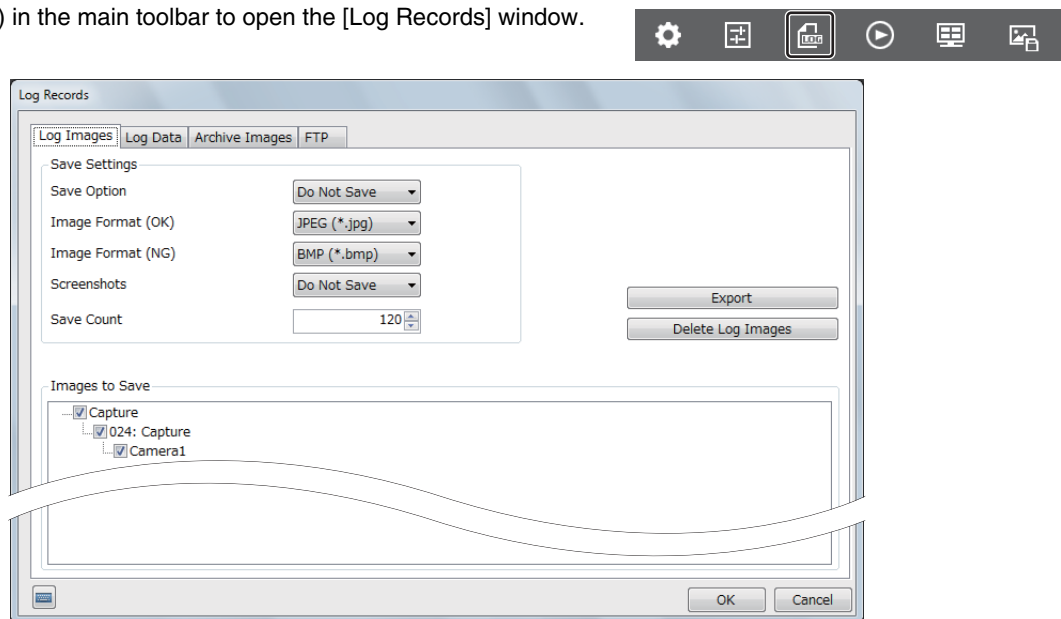 ) in the main toolbar to open the [Log Records] window.
LOG
Log Records
Log Images Log Data Archive Images FTP
Save Settings
Save Option Do Not Save
Image Format (OK) JPEG (*.jpg)
Image Format (NG) BMP (*.bmp)
Screenshots Do Not Save
Save Count 120
Export
Delete Log Images
Images to Save
Capture
024: Capture
Camera1
OK Cancel